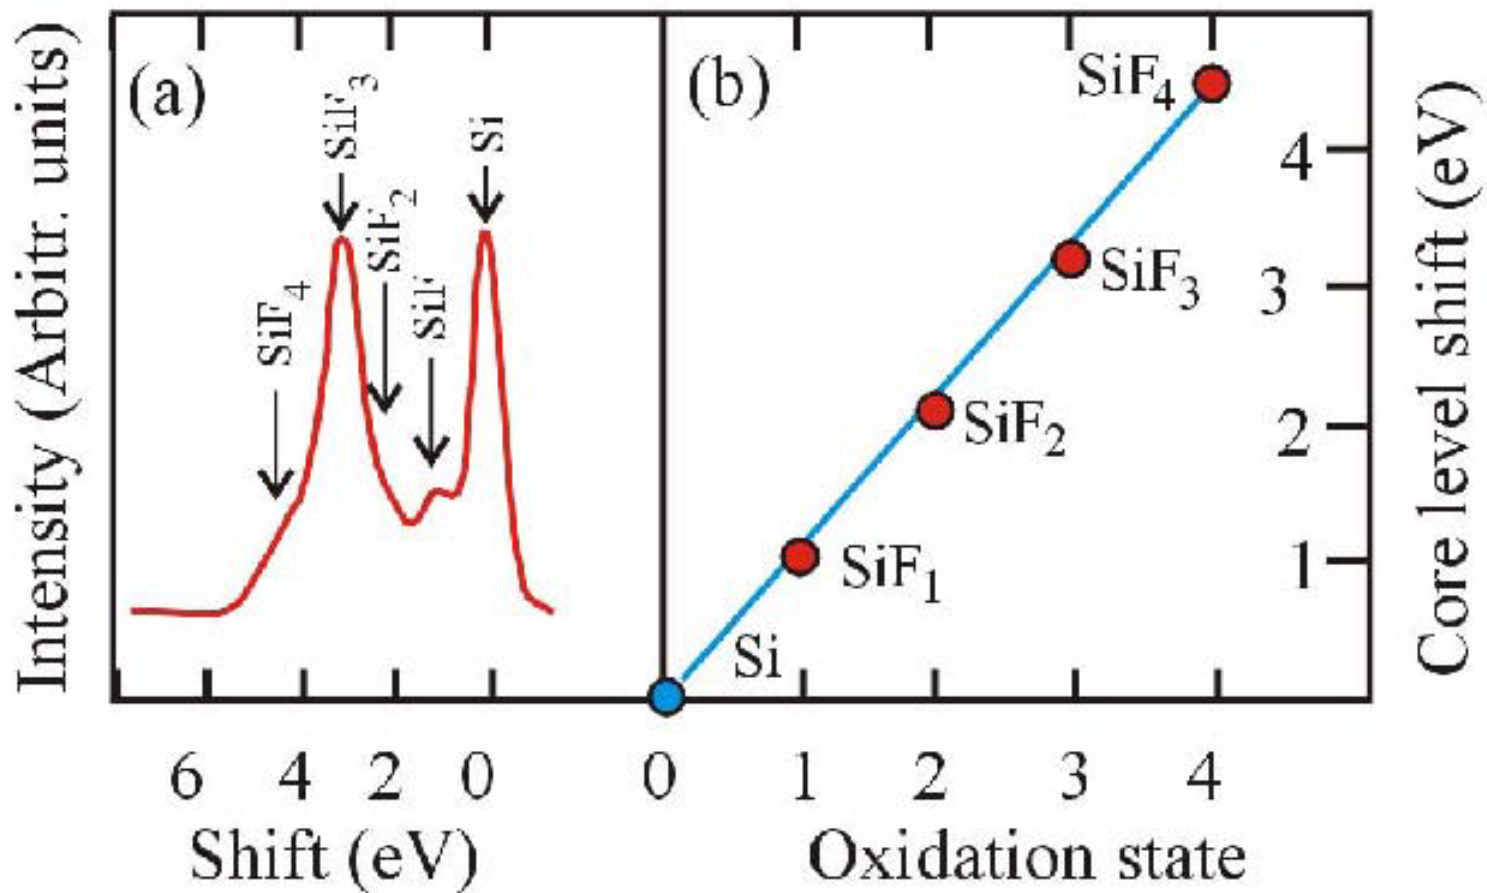 Intensity (Arbitr. units)
(a)
SiF4
SiF3
SiF2
SiF
Si
6 4 2 0
Shift (eV)
(b)
SiF4
SiF3
SiF2
SiF1
Si
0 1 2 3 4
Oxidation state
4
3
2
1
Core level shift (eV)